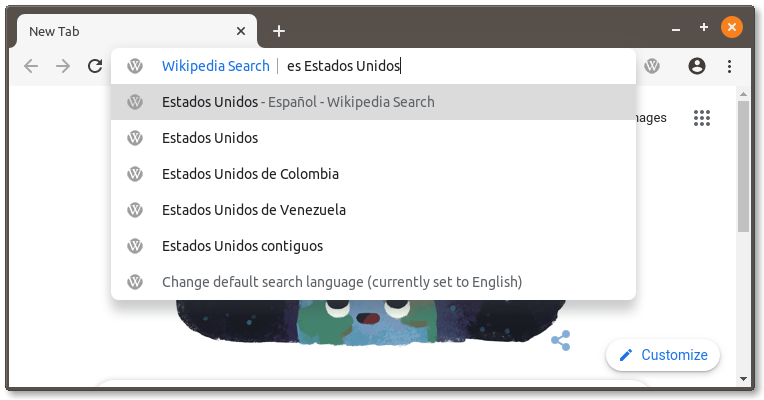 New Tab
Wikipedia Search | es Estados Unidos
Estados Unidos - Español - Wikipedia Search
Estados Unidos
Estados Unidos de Colombia
Estados Unidos de Venezuela
Estados Unidos contiguos
Change default search language (currently set to English)
Customize